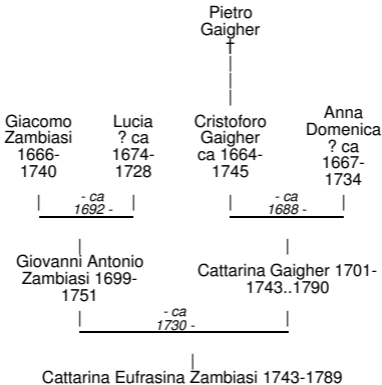 Pietro
Gaigher
†
Giacomo
Zambiasi
1666-
1740
Lucia
? ca
1674-
1728
Cristoforo
Gaigher
ca 1664-
1745
Anna
Domenica
? ca
1667-
1734
- ca
1692 -
- ca
1688 -
Giovanni Antonio
Zambiasi 1699-
1751
Cattarina Gaigher 1701-
1743..1790
- ca
1730 -
Cattarina Eufrasina Zambiasi 1743-1789